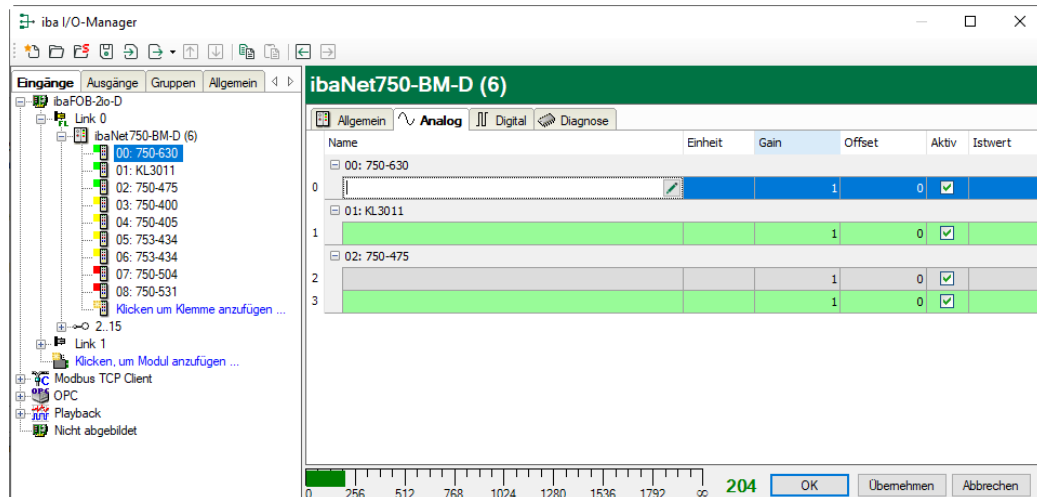 iba I/O-Manager
Eingänge Ausgänge Gruppen Allgemein
ibaFOB-2io-D
Link 0
ibaNet750-BM-D (6)
00: 750-630
01: KL3011
02: 750-475
03: 750-400
04: 750-405
05: 753-434
06: 753-434
07: 750-504
08: 750-531
Klicken um Klemme anzufügen ...
2..15
Link 1
Klicken, um Modul anzufügen ...
Modbus TCP Client
OPC
Playback
Nicht abgebildet
ibaNet750-BM-D (6)
Allgemein Analog Digital Diagnose
Name Einheit Gain Offset Aktiv Istwert
00: 750-630
0 1 0
01: KL3011
1 1 0
02: 750-475
2 1 0
3 1 0
0 256 512 768 1024 1280 1536 1792 ∞ 204 OK Übernehmen Abbrechen